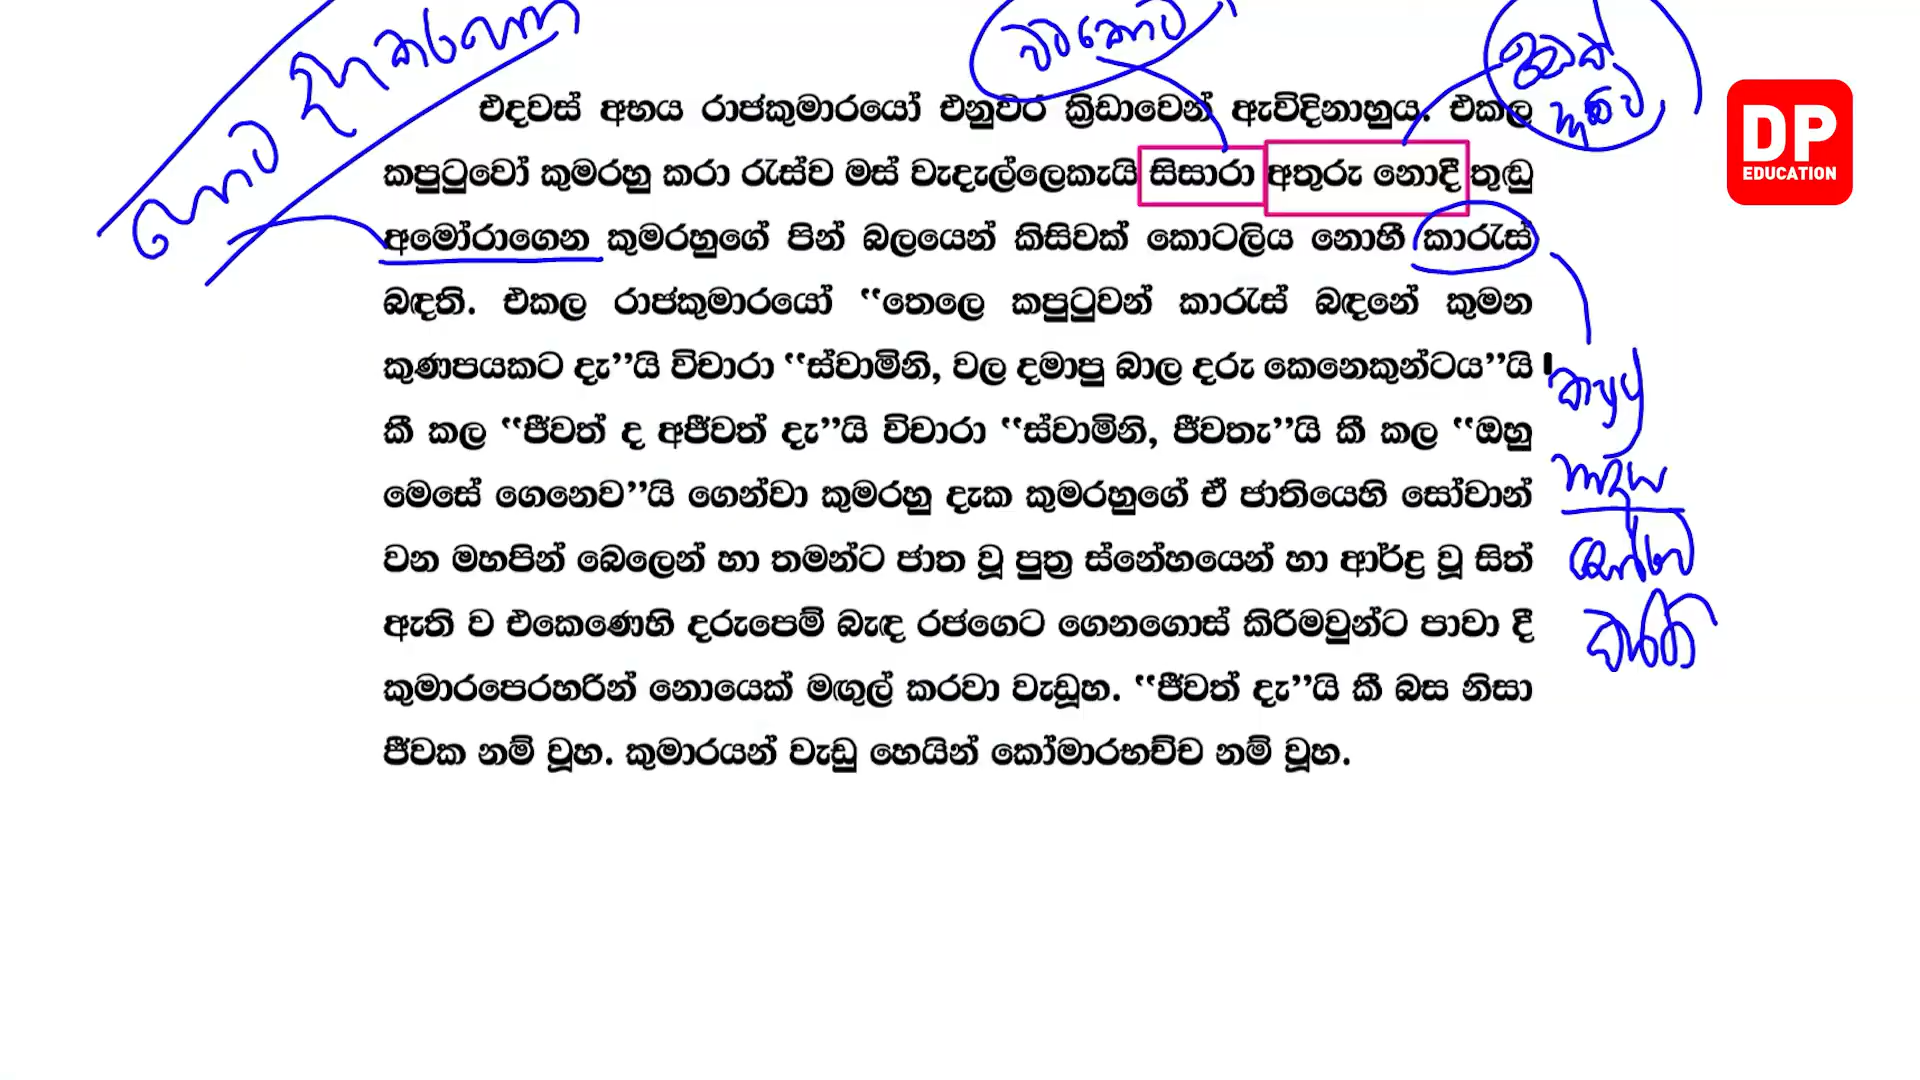 වටකොට
එදවස් අභය රාජකුමාරයෝ එනුවර ක්‍රිඩාවෙන් ඇවිදිනාහුය. එකල
කපුටුවෝ කුමරහු කරා රැස්ව මස් වැදැල්ලෙකැයි සිසාරා අතුරු නොදී තුඩු
අමෝරාගෙන කුමරහුගේ පින් බලයෙන් කිසිවක් කොටලිය නොහී කාරැස්
බඳති. එකල රාජකුමාරයෝ “තෙලෙ කපුටුවන් කාරැස් බඳනේ කුමන
කුණපයකට දැ”යි විචාරා “ස්වාමිනි, වල දමාපු බාල දරු කෙනෙකුන්ටය”යි
කී කල “ජීවත් ද අජීවත් දැ”යි විචාරා “ස්වාමිනි, ජීවතැ”යි කී කල “ඔහු
මෙසේ ගෙනෙව”යි ගෙන්වා කුමරහු දැක කුමරහුගේ ඒ ජාතියෙහි සෝවාන්
වන මහපින් බෙලෙන් හා තමන්ට ජාත වූ පුත්‍ර ස්නේහයෙන් හා ආර්ද්‍ර වූ සිත්
ඇති ව එකෙණෙහි දරුපෙම් බැඳ රජගෙට ගෙනගොස් කිරිමවුන්ට පාවා දී
කුමාරපෙරහරින් නොයෙක් මඟුල් කරවා වැඩූහ. “ජීවත් දැ”යි කී බස නිසා
ජීවක නම් වූහ. කුමාරයන් වැඩු හෙයින් කෝමාරභච්ච නම් වූහ.
DP
EDUCATION